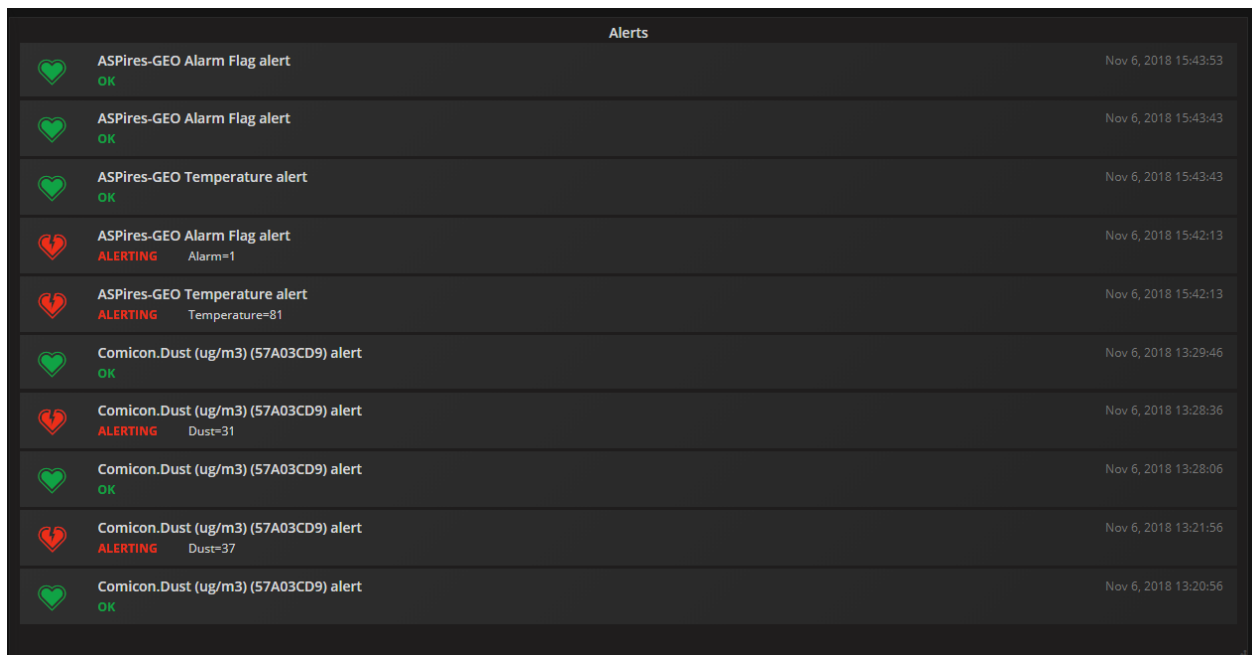 Alerts
ASPires-GEO Alarm Flag alert Nov 6, 2018 15:43:53
OK
ASPires-GEO Alarm Flag alert Nov 6, 2018 15:43:43
OK
ASPires-GEO Temperature alert Nov 6, 2018 15:43:43
OK
ASPires-GEO Alarm Flag alert Nov 6, 2018 15:42:13
ALERTING Alarm=1
ASPires-GEO Temperature alert Nov 6, 2018 15:42:13
ALERTING Temperature=81
Comicon.Dust (ug/m3) (57A03CD9) alert Nov 6, 2018 13:29:46
OK
Comicon.Dust (ug/m3) (57A03CD9) alert Nov 6, 2018 13:28:36
ALERTING Dust=31
Comicon.Dust (ug/m3) (57A03CD9) alert Nov 6, 2018 13:28:06
OK
Comicon.Dust (ug/m3) (57A03CD9) alert Nov 6, 2018 13:21:56
ALERTING Dust=37
Comicon.Dust (ug/m3) (57A03CD9) alert Nov 6, 2018 13:20:56
OK